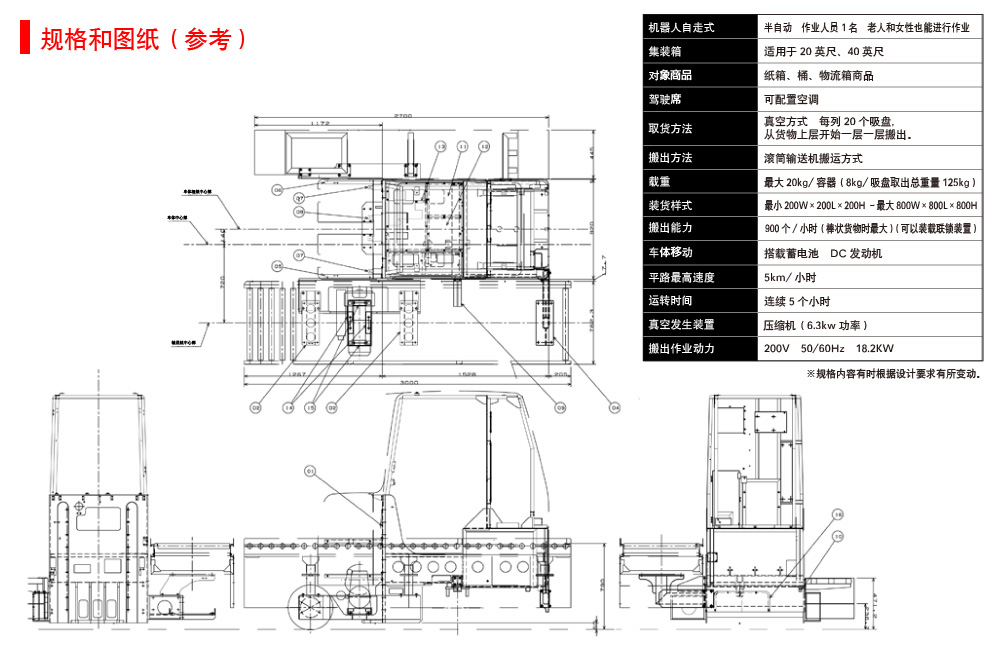 规格和图纸（参考）
机器人自走式 半自动 作业人员 1 名 老人和女性也能进行作业
集装箱 适用于 20 英尺、40 英尺
对象商品 纸箱、桶、物流箱商品
驾驶席 可配置空调
取货方法 真空方式 每列 20 个吸盘，
从货物上层开始一层一层搬出。
搬出方法 滚筒输送机搬运方式
载重 最大 20kg/ 容器（8kg/ 吸盘取出总重量 125kg）
装货样式 最小 200W×200L×200H －最大 800W×800L×800H
搬出能力 900 个 / 小时（棒状货物时最大）（可以装载联锁装置）
车体移动 搭载蓄电池 DC 发动机
平路最高速度 5km/ 小时
运转时间 连续 5 个小时
真空发生装置 压缩机（6.3kw 功率）
搬出作业动力 200V 50/60Hz 18.2KW
※规格内容有时根据设计要求有所变动。
2700
1172
445
13 11 12
06
07
08
车体中心部
07
05
720
1267 1528 205
3000
03 14 15 02 09 04
01
16
10